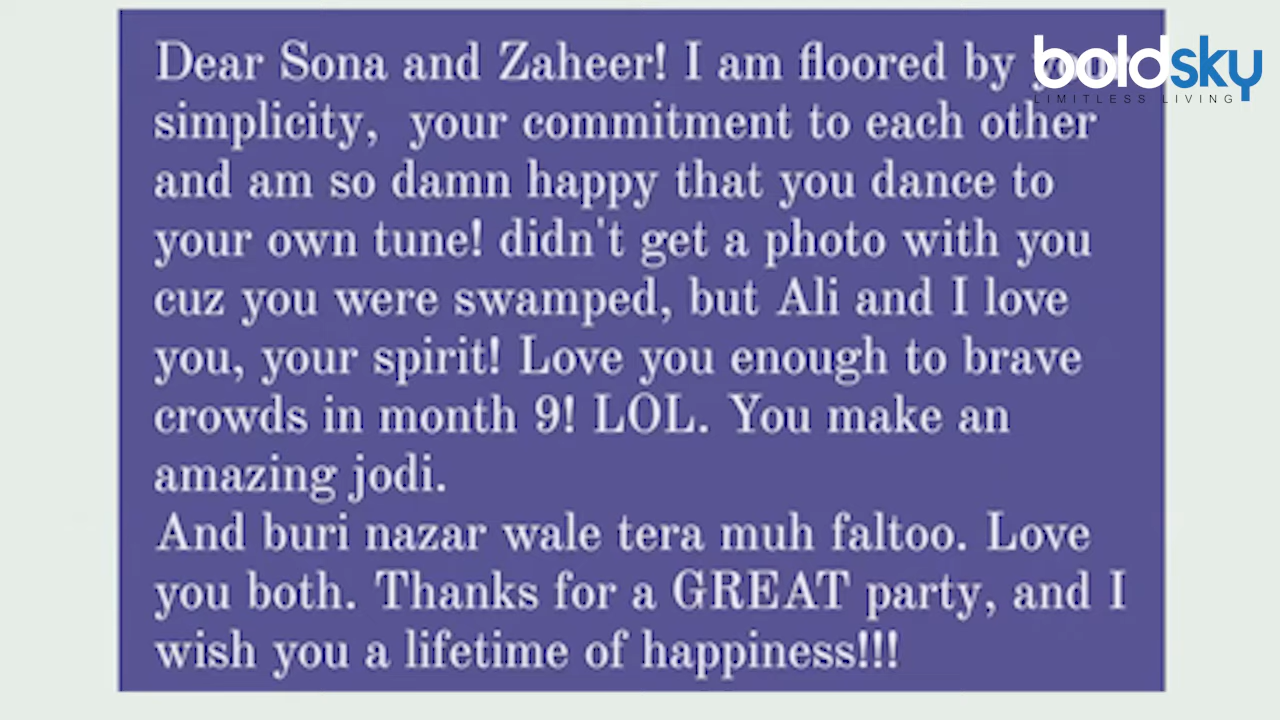 Dear Sona and Zaheer! I am floored by
simplicity, your commitment to each other
and am so damn happy that you dance to
your own tune! didn't get a photo with you
cuz you were swamped, but Ali and I love
you, your spirit! Love you enough to brave
crowds in month 9! LOL. You make an
amazing jodi.
And buri nazar wale tera muh faltoo. Love
you both. Thanks for a GREAT party, and I
wish you a lifetime of happiness!!!
boldsky
LIMITLESS LIVING